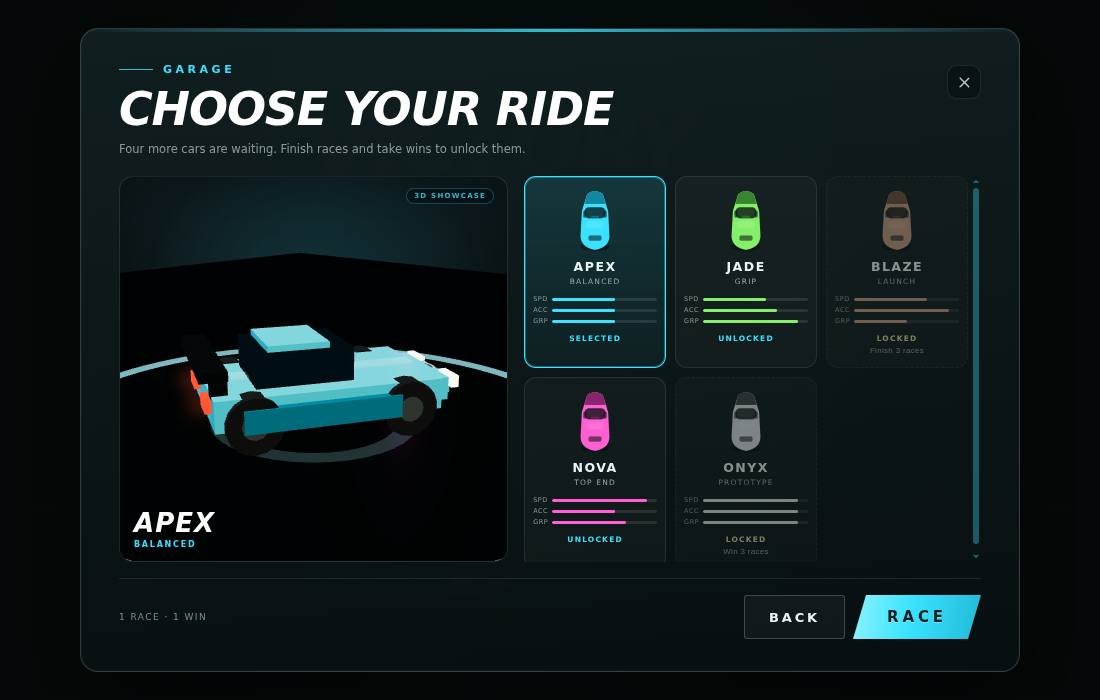 GARAGE
CHOOSE YOUR RIDE
Four more cars are waiting. Finish races and take wins to unlock them.
3D SHOWCASE
APEX
BALANCED
APEX
BALANCED
SPD
ACC
GRP
SELECTED
JADE
GRIP
SPD
ACC
GRP
UNLOCKED
BLAZE
LAUNCH
SPD
ACC
GRP
LOCKED
Finish 3 races
NOVA
TOP END
SPD
ACC
GRP
UNLOCKED
ONYX
PROTOTYPE
SPD
ACC
GRP
LOCKED
Win 3 races
1 RACE · 1 WIN
BACK
RACE